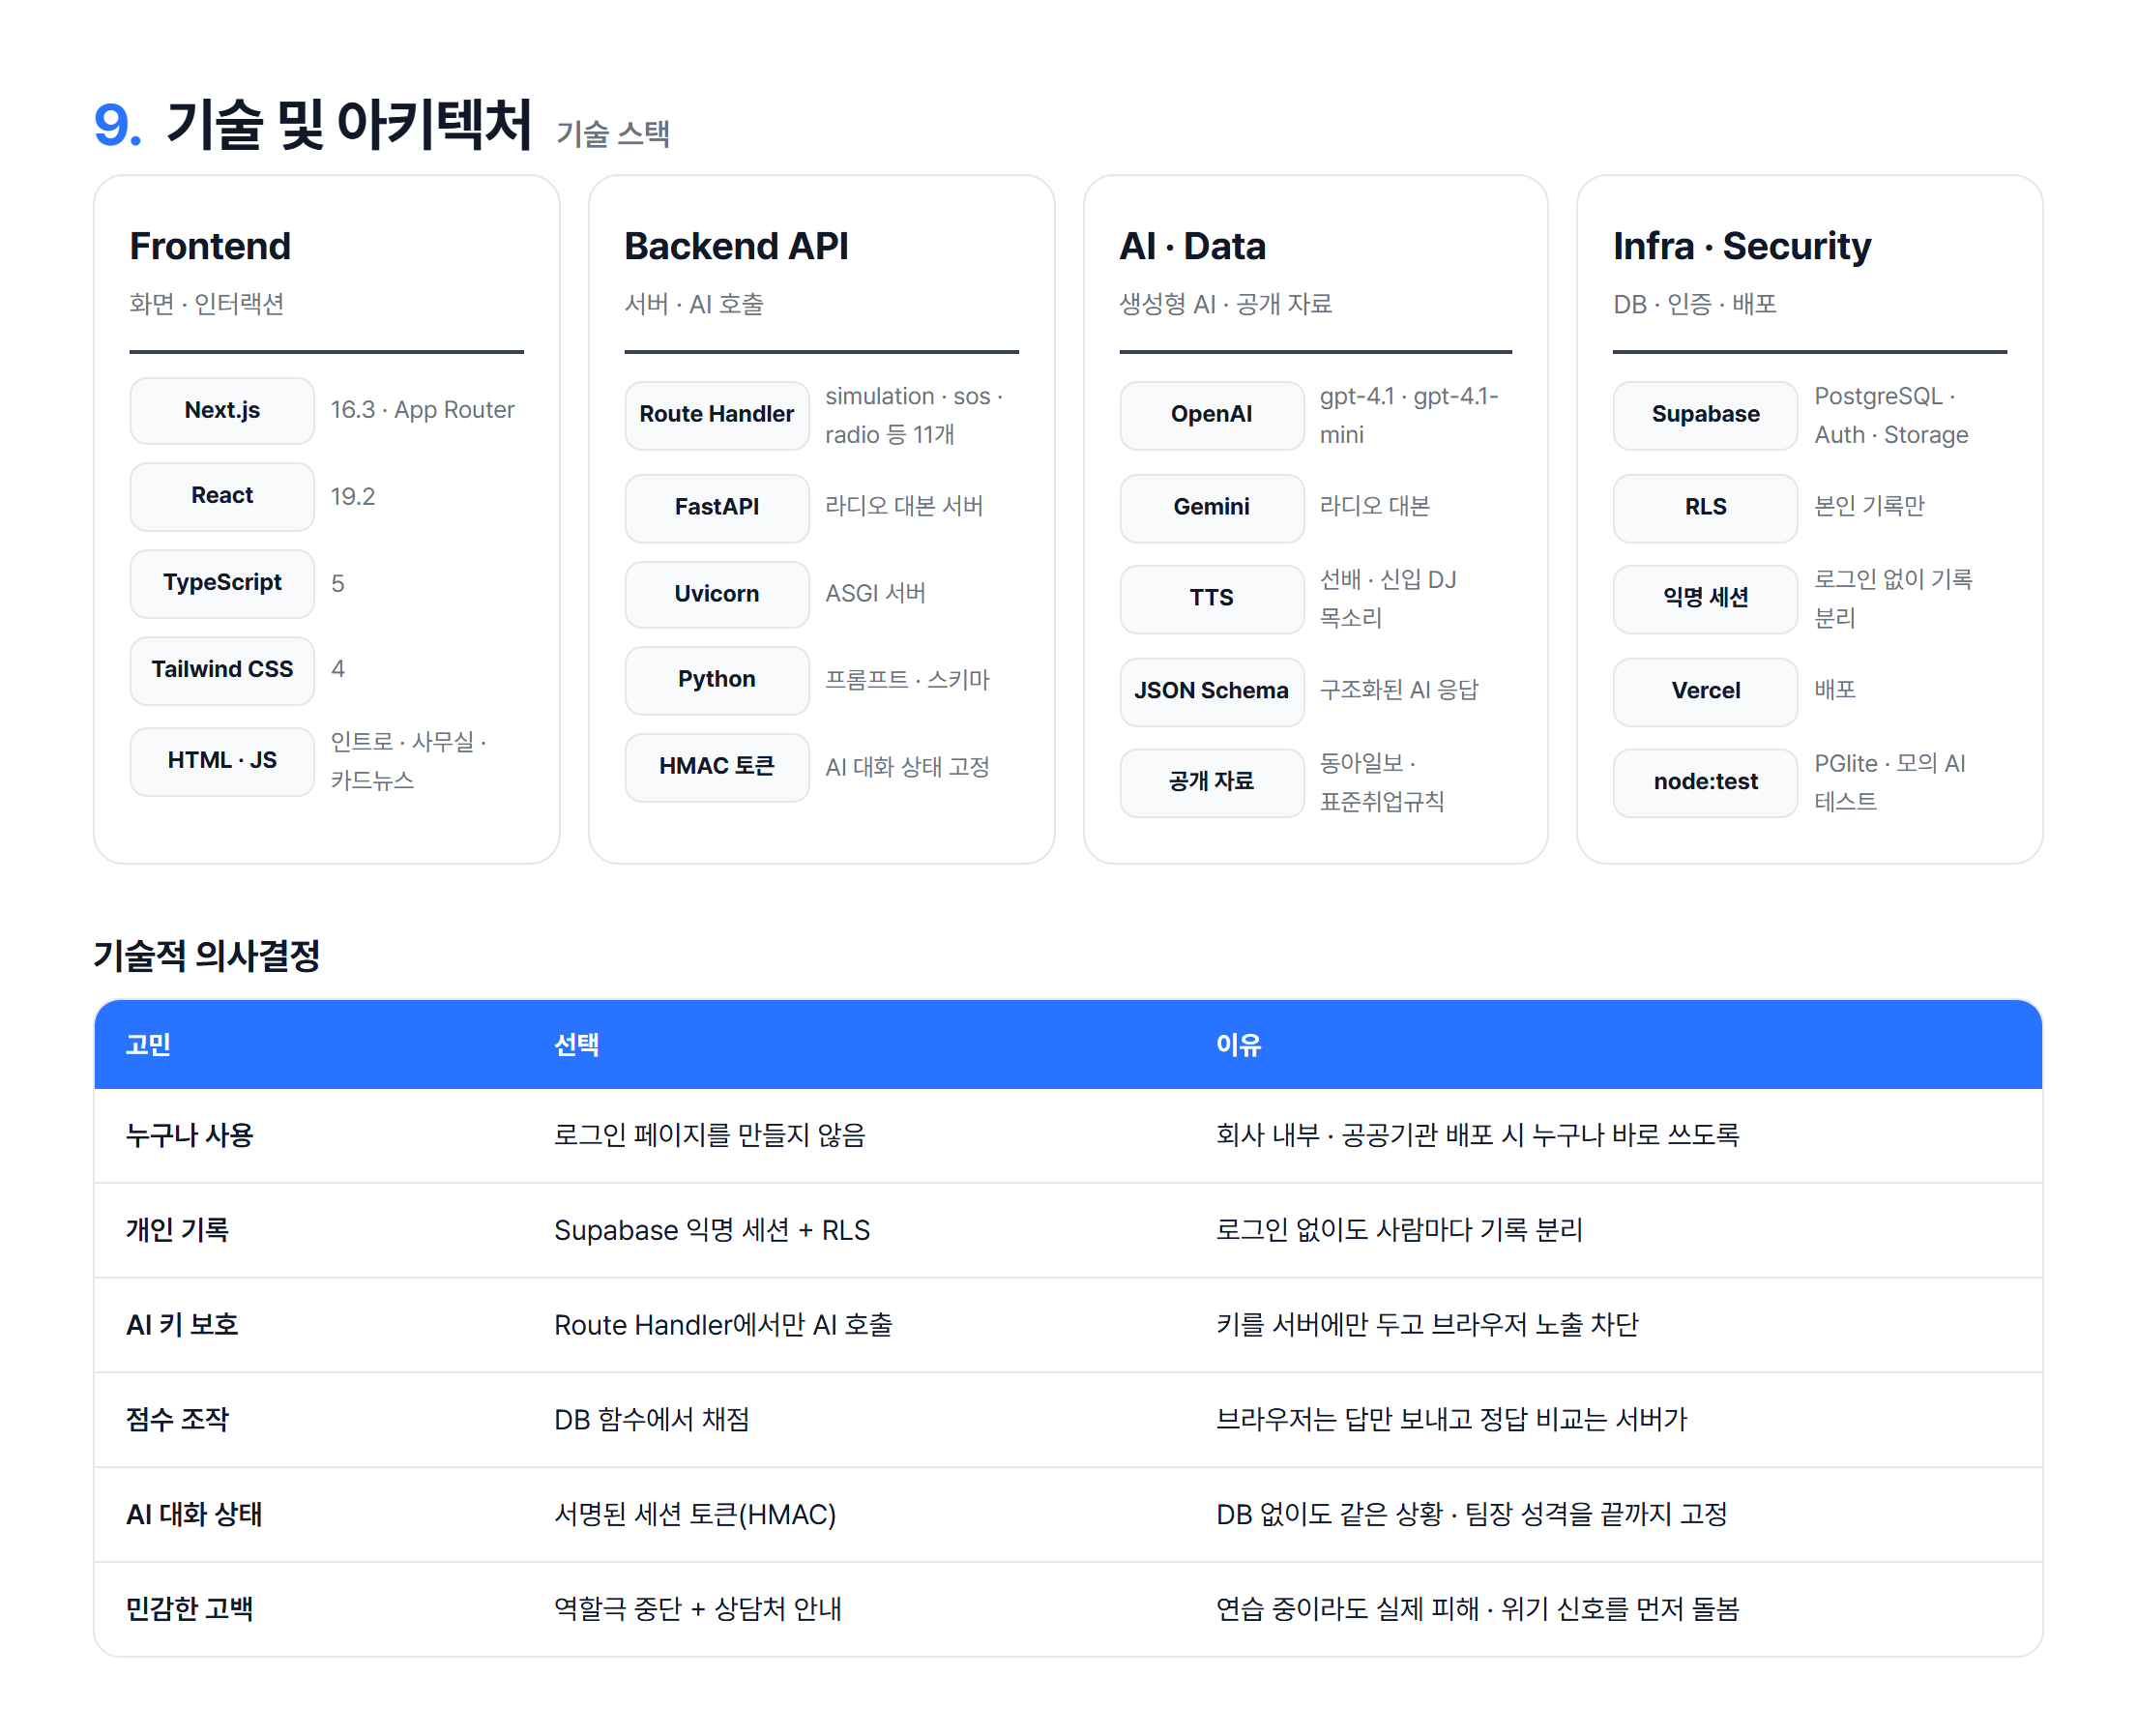 9. 기술 및 아키텍처 기술 스택
Frontend
화면 · 인터랙션
Next.js 16.3 · App Router
React 19.2
TypeScript 5
Tailwind CSS 4
HTML · JS 인트로 · 사무실 ·
카드뉴스
Backend API
서버 · AI 호출
Route Handler simulation · sos ·
radio 등 11개
FastAPI 라디오 대본 서버
Uvicorn ASGI 서버
Python 프롬프트 · 스키마
HMAC 토큰 AI 대화 상태 고정
AI · Data
생성형 AI · 공개 자료
OpenAI gpt-4.1 · gpt-4.1-
mini
Gemini 라디오 대본
TTS 선배 · 신입 DJ
목소리
JSON Schema 구조화된 AI 응답
공개 자료 동아일보 ·
표준취업규칙
Infra · Security
DB · 인증 · 배포
Supabase PostgreSQL ·
Auth · Storage
RLS 본인 기록만
익명 세션 로그인 없이 기록
분리
Vercel 배포
node:test PGlite · 모의 AI
테스트
기술적 의사결정
고민 선택 이유
누구나 사용 로그인 페이지를 만들지 않음 회사 내부 · 공공기관 배포 시 누구나 바로 쓰도록
개인 기록 Supabase 익명 세션 + RLS 로그인 없이도 사람마다 기록 분리
AI 키 보호 Route Handler에서만 AI 호출 키를 서버에만 두고 브라우저 노출 차단
점수 조작 DB 함수에서 채점 브라우저는 답만 보내고 정답 비교는 서버가
AI 대화 상태 서명된 세션 토큰(HMAC) DB 없이도 같은 상황 · 팀장 성격을 끝까지 고정
민감한 고백 역할극 중단 + 상담처 안내 연습 중이라도 실제 피해 · 위기 신호를 먼저 돌봄